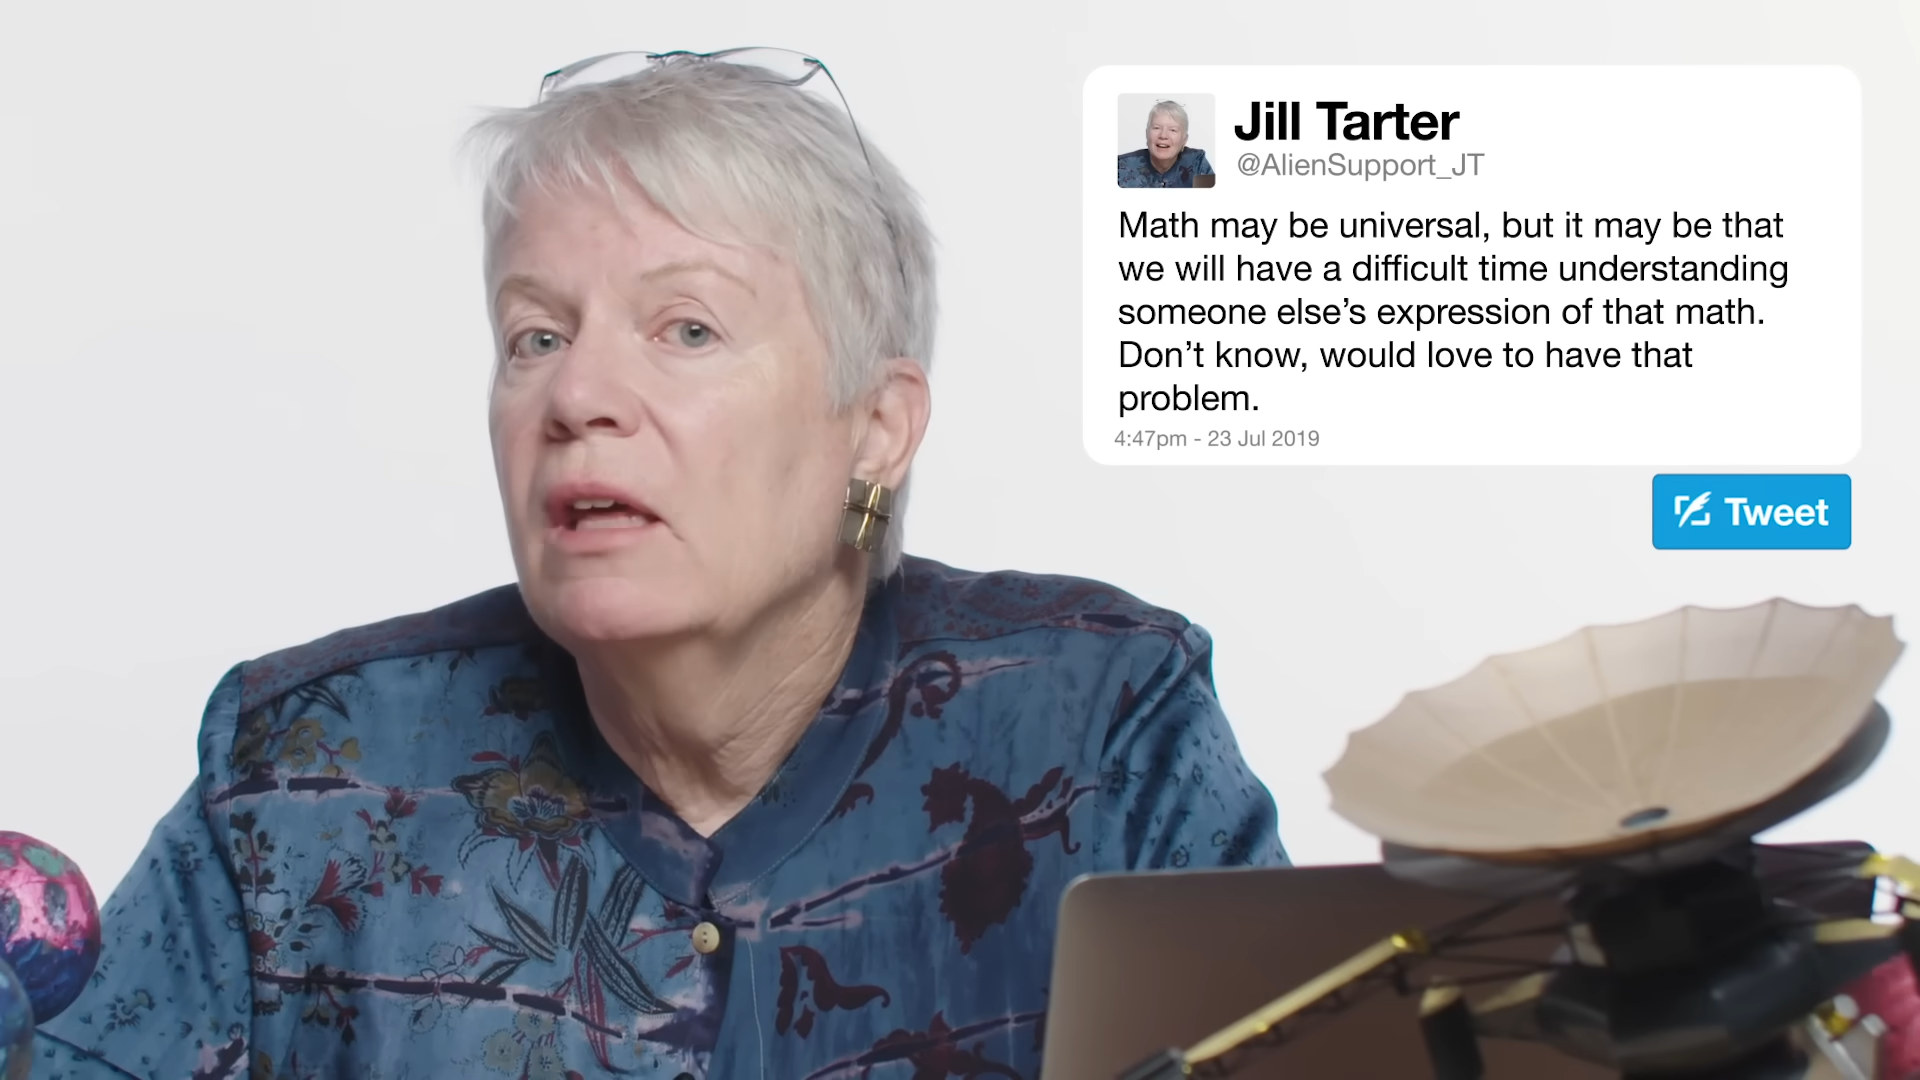 Jill Tarter
@AlienSupport_JT
Math may be universal, but it may be that
we will have a difficult time understanding
someone else’s expression of that math.
Don’t know, would love to have that
problem.
4:47pm - 23 Jul 2019
Tweet